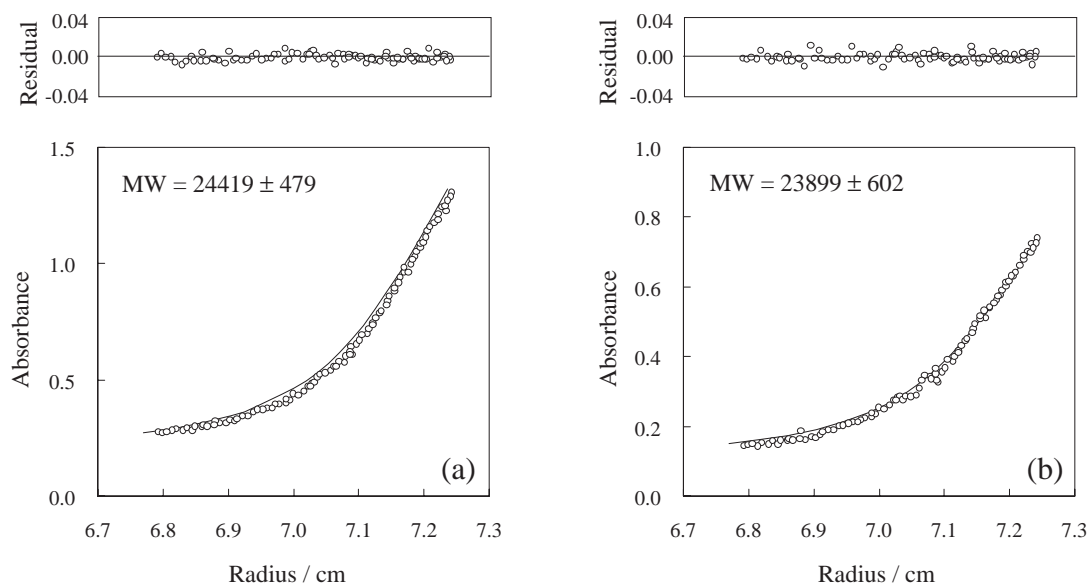 0.04
0.00
-0.04
Residual
1.5
1.0
0.5
0.0
Absorbance
MW = 24419 ± 479
(a)
6.7 6.8 6.9 7.0 7.1 7.2 7.3
Radius / cm
0.04
0.00
-0.04
Residual
1.0
0.8
0.6
0.4
0.2
0.0
Absorbance
MW = 23899 ± 602
(b)
6.7 6.8 6.9 7.0 7.1 7.2 7.3
Radius / cm